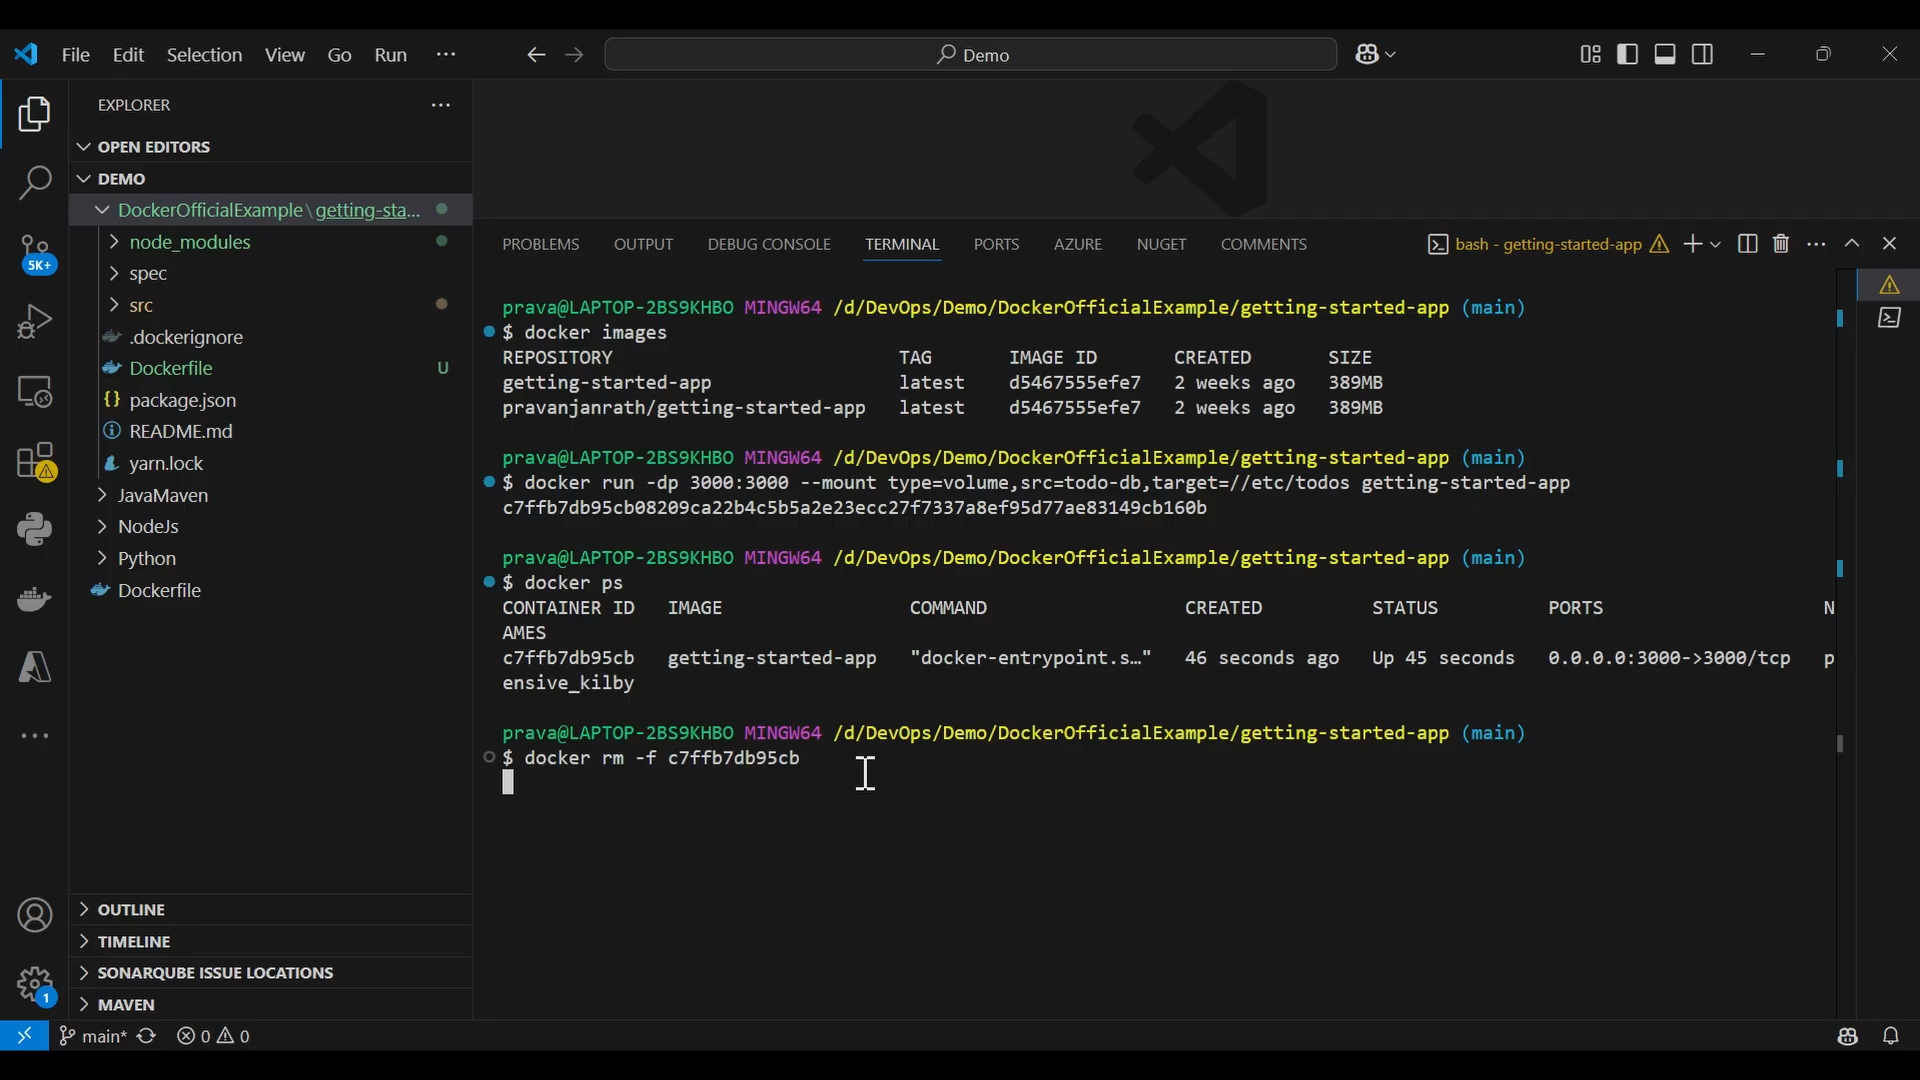 File Edit Selection View Go Run ···
Demo
EXPLORER
OPEN EDITORS
DEMO
DockerOfficialExample\getting-sta...
node_modules
spec
src
.dockerignore
Dockerfile U
package.json
README.md
yarn.lock
JavaMaven
NodeJs
Python
Dockerfile
5K+
OUTLINE
TIMELINE
SONARQUBE ISSUE LOCATIONS
MAVEN
1
PROBLEMS OUTPUT DEBUG CONSOLE TERMINAL PORTS AZURE NUGET COMMENTS bash - getting-started-app
prava@LAPTOP-2BS9KHBO MINGW64 /d/DevOps/Demo/DockerOfficialExample/getting-started-app (main)
$ docker images
REPOSITORY TAG IMAGE ID CREATED SIZE
getting-started-app latest d5467555efe7 2 weeks ago 389MB
pravanjanrath/getting-started-app latest d5467555efe7 2 weeks ago 389MB
prava@LAPTOP-2BS9KHBO MINGW64 /d/DevOps/Demo/DockerOfficialExample/getting-started-app (main)
$ docker run -dp 3000:3000 --mount type=volume,src=todo-db,target=//etc/todos getting-started-app
c7ffb7db95cb08209ca22b4c5b5a2e23ecc27f7337a8ef95d77ae83149cb160b
prava@LAPTOP-2BS9KHBO MINGW64 /d/DevOps/Demo/DockerOfficialExample/getting-started-app (main)
$ docker ps
CONTAINER ID IMAGE COMMAND CREATED STATUS PORTS N
AMES
c7ffb7db95cb getting-started-app "docker-entrypoint.s…" 46 seconds ago Up 45 seconds 0.0.0.0:3000->3000/tcp p
ensive_kilby
prava@LAPTOP-2BS9KHBO MINGW64 /d/DevOps/Demo/DockerOfficialExample/getting-started-app (main)
$ docker rm -f c7ffb7db95cb
main* 0 0